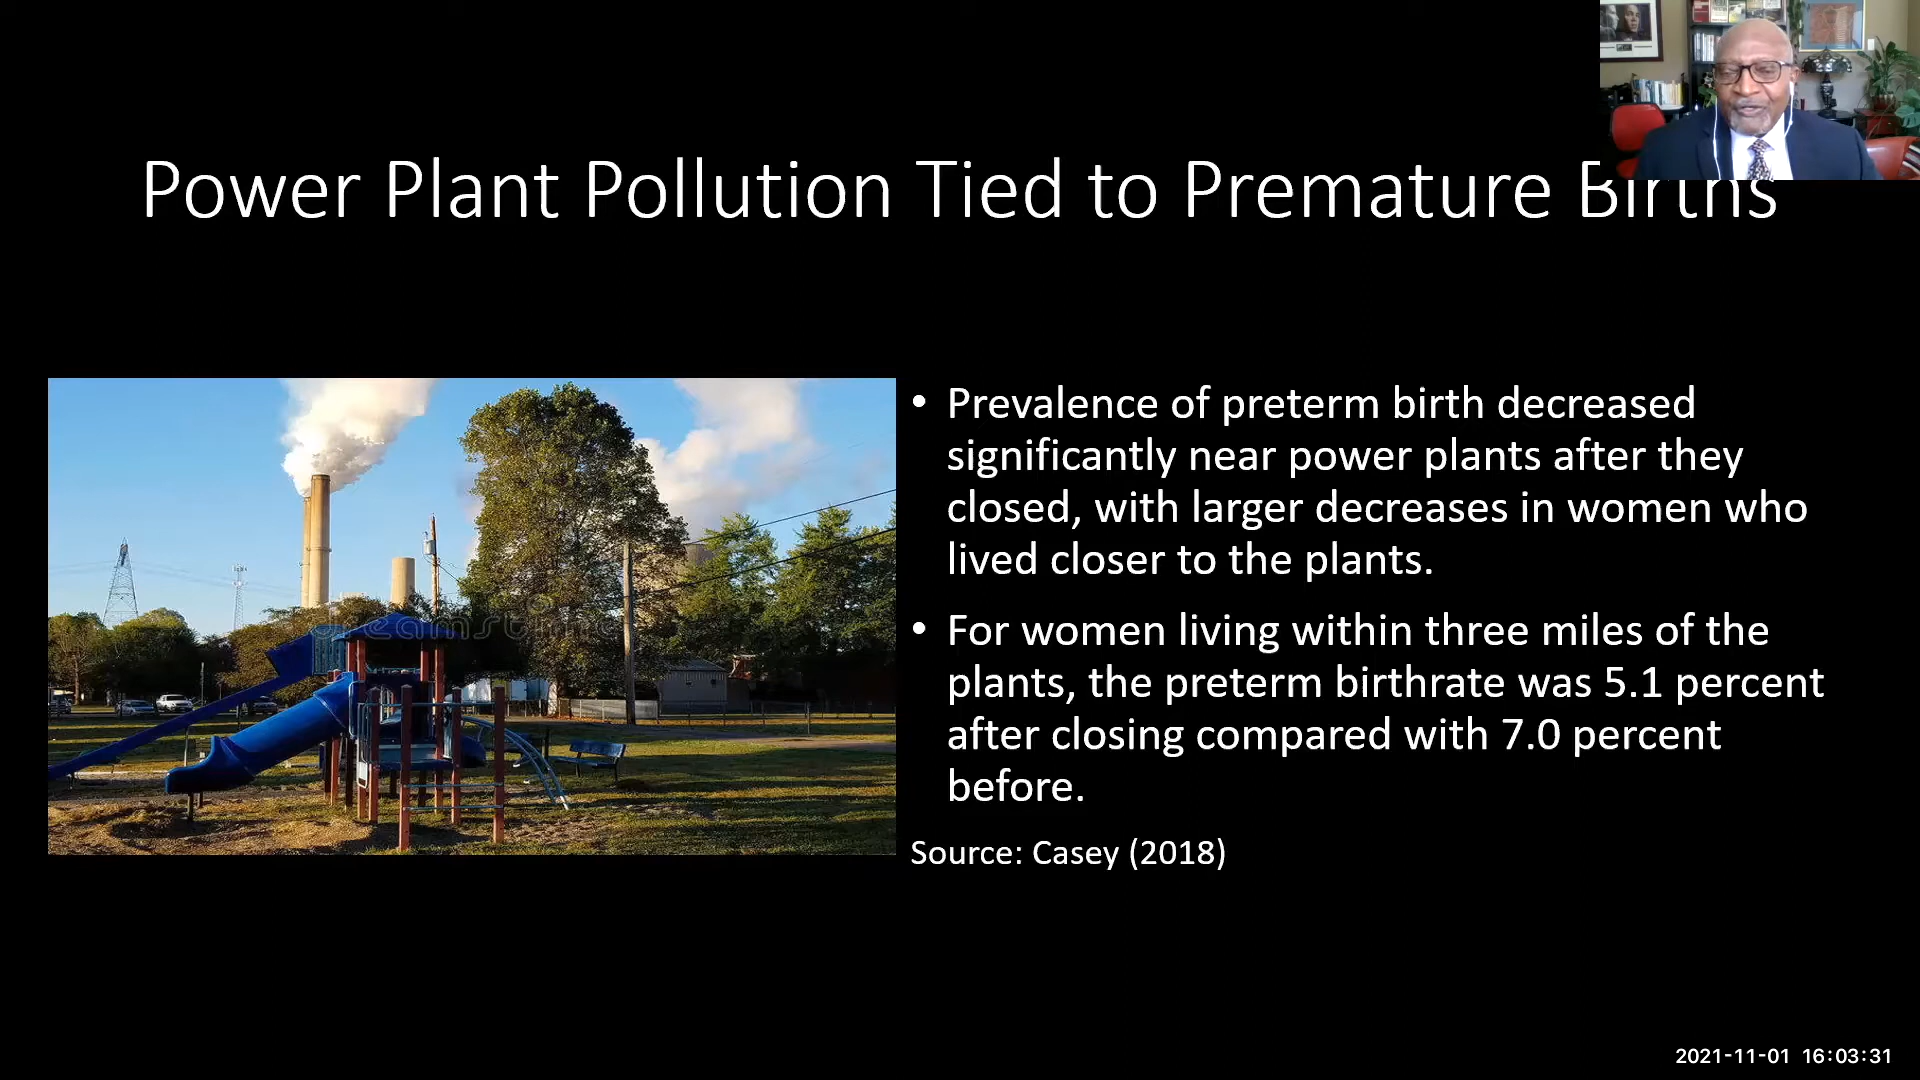 Power Plant Pollution Tied to Premature Births
• Prevalence of preterm birth decreased
significantly near power plants after they
closed, with larger decreases in women who
lived closer to the plants.
• For women living within three miles of the
plants, the preterm birthrate was 5.1 percent
after closing compared with 7.0 percent
before.
Source: Casey (2018)
2021-11-01 16:03:31